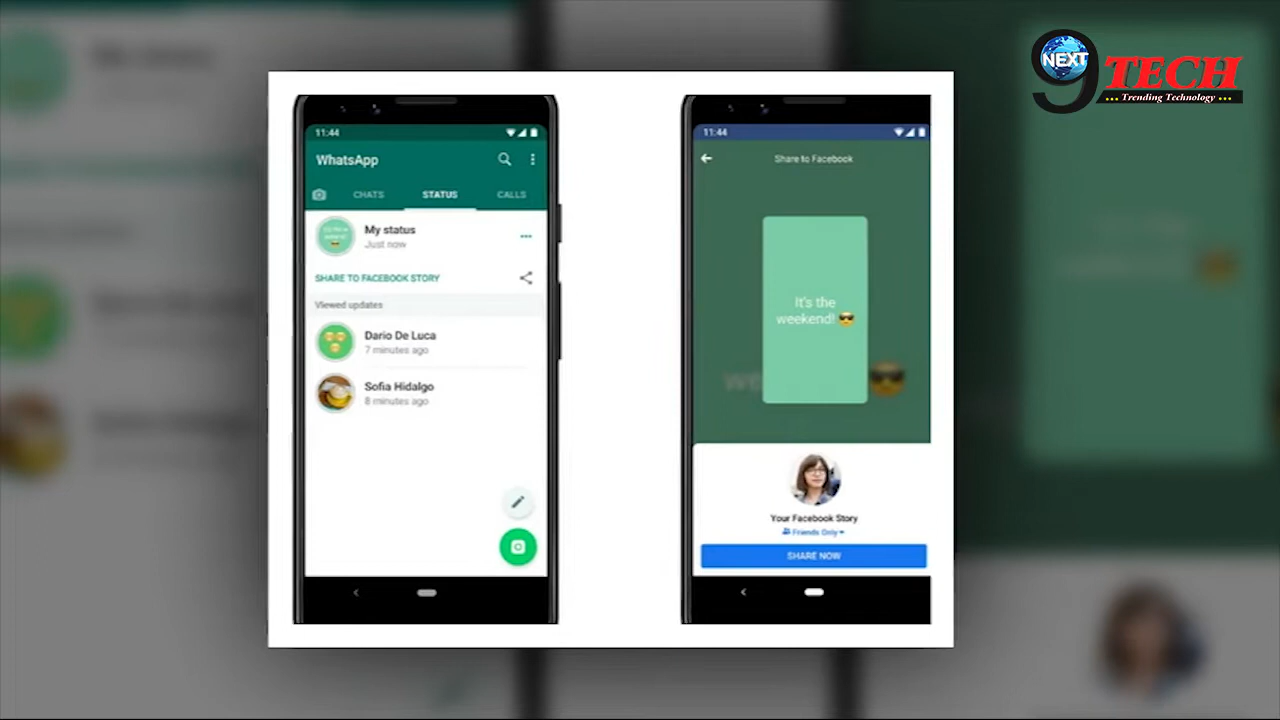 NEXT
9
TECH
... Trending Technology ...
11:44
WhatsApp
CHATS
STATUS
CALLS
My status
Just now
SHARE TO FACEBOOK STORY
Viewed updates
Dario De Luca
7 minutes ago
Sofia Hidalgo
8 minutes ago
11:44
Share to Facebook
It's the
weekend! 😎
Your Facebook Story
Friends Only
SHARE NOW